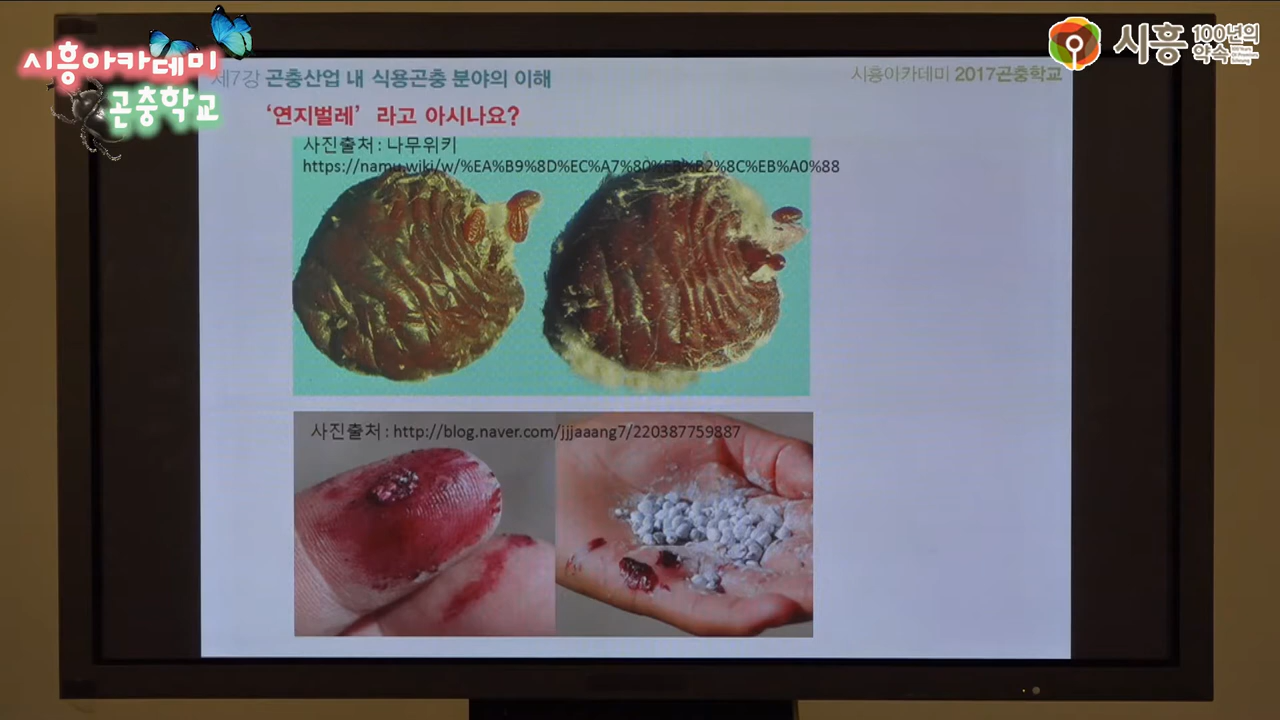 시흥아카데미
곤충학교
시흥 100년의 약속
제7강 곤충산업 내 식용곤충 분야의 이해
시흥아카데미 2017곤충학교
‘연지벌레’ 라고 아시나요?
사진출처 : 나무위키
https://namu.wiki/w/%EA%B9%8D%EC%A7%80%EB%B2%8C%EB%A0%88
사진출처 : http://blog.naver.com/jjjaaang7/220387759887